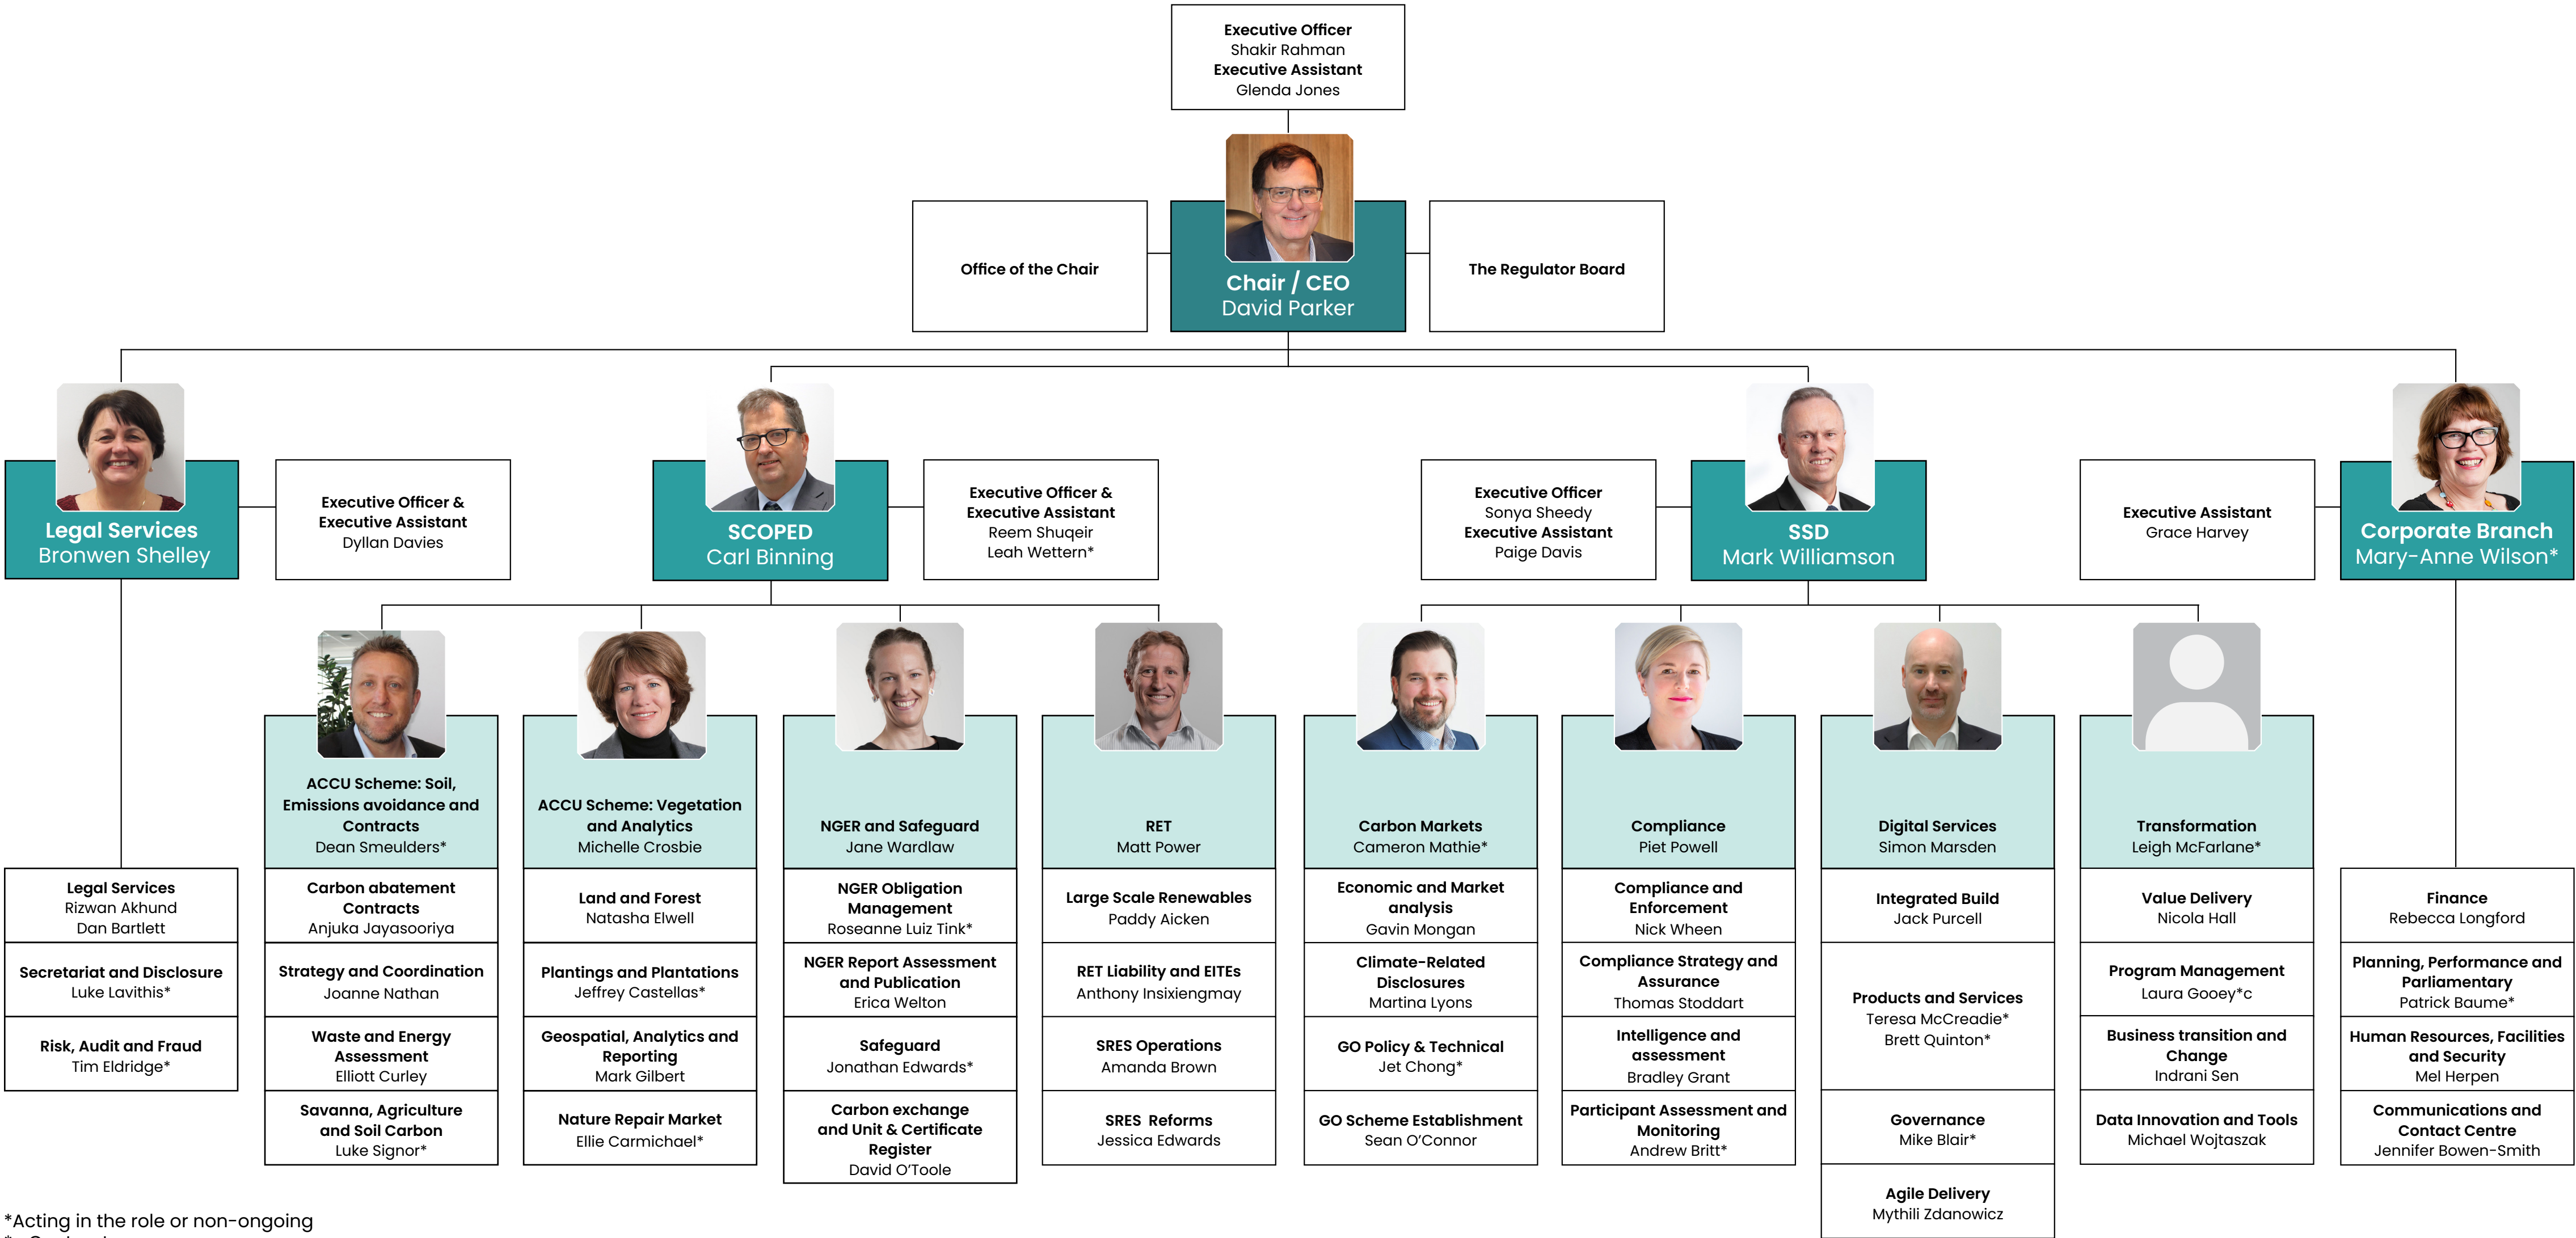 Executive Officer
Shakir Rahman
Executive Assistant
Glenda Jones
Office of the Chair
Chair / CEO
David Parker
The Regulator Board
Legal Services
Bronwen Shelley
Executive Officer &
Executive Assistant
Dyllan Davies
SCOPED
Carl Binning
Executive Officer &
Executive Assistant
Reem Shuqeir
Leah Wettern*
Executive Officer
Sonya Sheedy
Executive Assistant
Paige Davis
SSD
Mark Williamson
Executive Assistant
Grace Harvey
Corporate Branch
Mary-Anne Wilson*
Legal Services
Rizwan Akhund
Dan Bartlett
Secretariat and Disclosure
Luke Lavithis*
Risk, Audit and Fraud
Tim Eldridge*
ACCU Scheme: Soil,
Emissions avoidance and
Contracts
Dean Smeulders*
Carbon abatement
Contracts
Anjuka Jayasooriya
Strategy and Coordination
Joanne Nathan
Waste and Energy
Assessment
Elliott Curley
Savanna, Agriculture
and Soil Carbon
Luke Signor*
ACCU Scheme: Vegetation
and Analytics
Michelle Crosbie
Land and Forest
Natasha Elwell
Plantings and Plantations
Jeffrey Castellas*
Geospatial, Analytics and
Reporting
Mark Gilbert
Nature Repair Market
Ellie Carmichael*
NGER and Safeguard
Jane Wardlaw
NGER Obligation
Management
Roseanne Luiz Tink*
NGER Report Assessment
and Publication
Erica Welton
Safeguard
Jonathan Edwards*
Carbon exchange
and Unit & Certificate
Register
David O'Toole
RET
Matt Power
Large Scale Renewables
Paddy Aicken
RET Liability and EITEs
Anthony Insixiengmay
SRES Operations
Amanda Brown
SRES Reforms
Jessica Edwards
Carbon Markets
Cameron Mathie*
Economic and Market
analysis
Gavin Mongan
Climate-Related
Disclosures
Martina Lyons
GO Policy & Technical
Jet Chong*
GO Scheme Establishment
Sean O'Connor
Compliance
Piet Powell
Compliance and
Enforcement
Nick Wheen
Compliance Strategy and
Assurance
Thomas Stoddart
Intelligence and
assessment
Bradley Grant
Participant Assessment and
Monitoring
Andrew Britt*
Digital Services
Simon Marsden
Integrated Build
Jack Purcell
Products and Services
Teresa McCreadie*
Brett Quinton*
Governance
Mike Blair*
Agile Delivery
Mythili Zdanowicz
Transformation
Leigh McFarlane*
Value Delivery
Nicola Hall
Program Management
Laura Gooey*c
Business transition and
Change
Indrani Sen
Data Innovation and Tools
Michael Wojtaszak
Finance
Rebecca Longford
Planning, Performance and
Parliamentary
Patrick Baume*
Human Resources, Facilities
and Security
Mel Herpen
Communications and
Contact Centre
Jennifer Bowen-Smith
*Acting in the role or non-ongoing